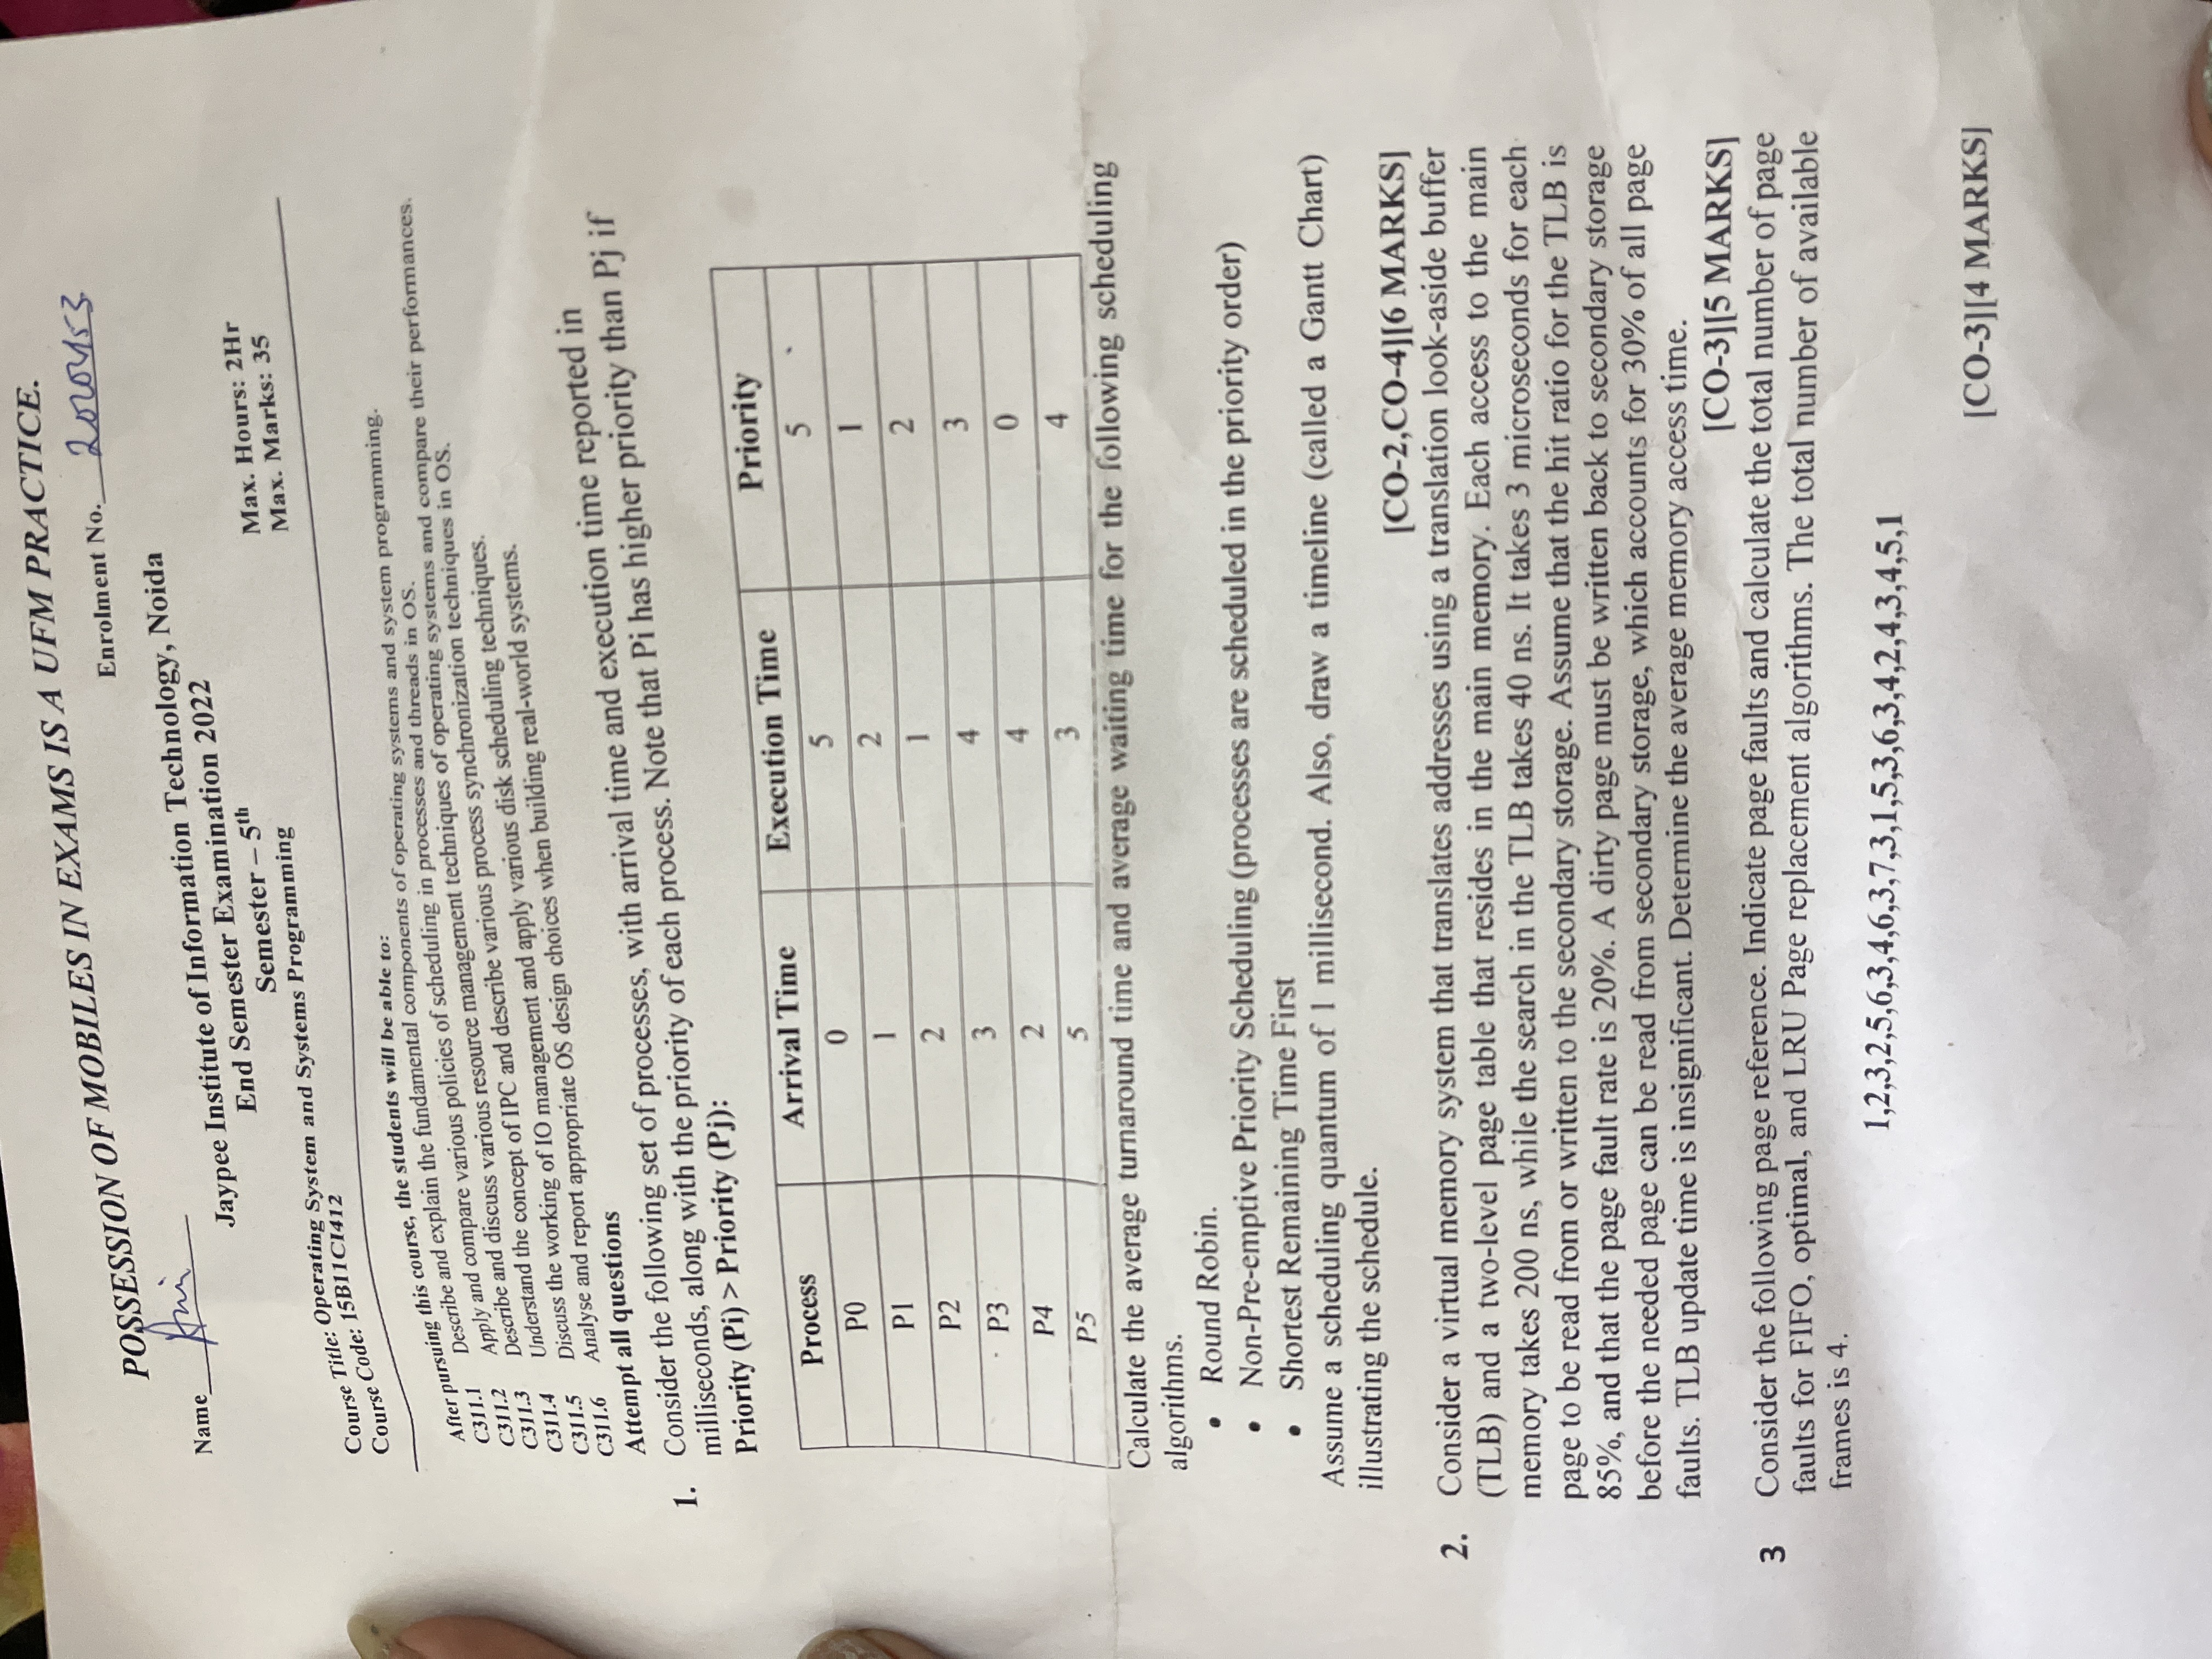 POSSESSION OF MOBILES IN EXAMS IS A UFM PRACTICE.
Enrolment No.
Name
Jaypee Institute of Information Technology, Noida
End Semester Examination 2022
Semester – 5th
Course Title: Operating System and Systems Programming
Max. Hours: 2Hr
Course Code: 15B11CI412
Max. Marks: 35
After pursuing this course, the students will be able to:
C311.1 Describe and explain the fundamental components of operating systems and system programming.
C311.2 Apply and compare various policies of scheduling in processes and threads in OS.
C311.3 Describe and discuss various resource management techniques of operating systems and compare their performances.
C311.4 Understand the concept of IPC and describe various process synchronization techniques in OS.
C311.5 Discuss the working of IO management and apply various disk scheduling techniques.
C311.6 Analyse and report appropriate OS design choices when building real-world systems.
Attempt all questions
1. Consider the following set of processes, with arrival time and execution time reported in
milliseconds, along with the priority of each process. Note that Pi has higher priority than Pj if
Priority (Pi) > Priority (Pj):
Process Arrival Time Execution Time Priority
P0 0 5 5
P1 1 2 1
P2 2 1 2
P3 3 4 3
P4 2 4 0
P5 5 3 4
Calculate the average turnaround time and average waiting time for the following scheduling
algorithms.
• Round Robin.
• Non-Pre-emptive Priority Scheduling (processes are scheduled in the priority order)
• Shortest Remaining Time First
Assume a scheduling quantum of 1 millisecond. Also, draw a timeline (called a Gantt Chart)
illustrating the schedule.
[CO-2,CO-4][6 MARKS]
2. Consider a virtual memory system that translates addresses using a translation look-aside buffer
(TLB) and a two-level page table that resides in the main memory. Each access to the main
memory takes 200 ns, while the search in the TLB takes 40 ns. It takes 3 microseconds for each
page to be read from or written to the secondary storage. Assume that the hit ratio for the TLB is
85%, and that the page fault rate is 20%. A dirty page must be written back to secondary storage
before the needed page can be read from secondary storage, which accounts for 30% of all page
faults. TLB update time is insignificant. Determine the average memory access time.
[CO-3][5 MARKS]
3 Consider the following page reference. Indicate page faults and calculate the total number of page
faults for FIFO, optimal, and LRU Page replacement algorithms. The total number of available
frames is 4.
1,2,3,2,5,6,3,4,6,3,7,3,1,5,3,6,3,4,2,4,3,4,5,1
[CO-3][4 MARKS]